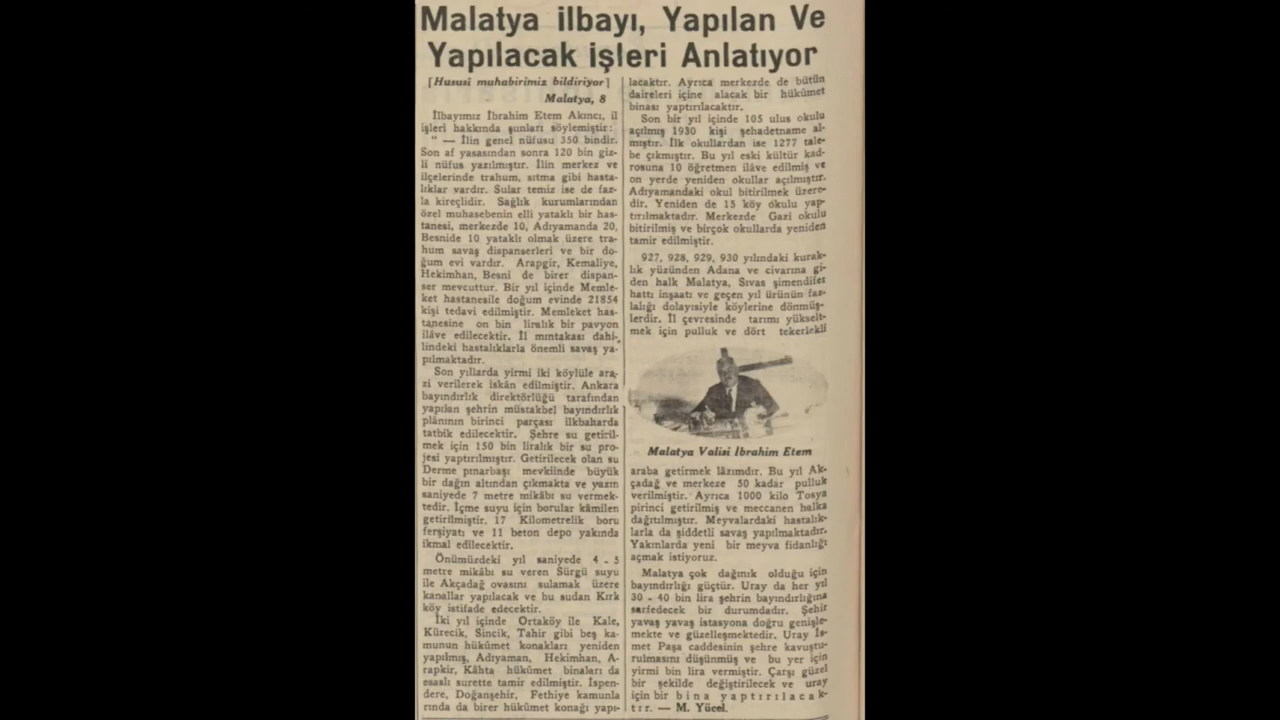 Malatya ilbayı, Yapılan Ve
Yapılacak işleri Anlatıyor
[Hususi muhabirimiz bildiriyor]
Malatya, 8
İlbayımız İbrahim Etem Akıncı, il
işleri hakkında şunları söylemiştir:
" — İlin genel nüfusu 350 bindir.
Son af yasasından sonra 120 bin giz-
li nüfus yazılmıştır. İlin merkez ve
ilçelerinde trahum, sıtma gibi hasta-
lıklar vardır. Sular temiz ise de faz-
la kireçlidir. Sağlık kurumlarından
özel muhasebenin elli yataklı bir has-
tanesi, merkezde 10, Adıyamanda 20,
Besnide 10 yataklı olmak üzere tra-
hum savaş dispanserleri ve bir do-
ğum evi vardır. Arapgir, Kemaliye,
Hekimhan, Besni de birer dispan-
ser mevcuttur. Bir yıl içinde Memle-
ket hastanesile doğum evinde 21854
kişi tedavi edilmiştir. Memleket has-
tanesine on bin liralık bir pavyon
ilâve edilecektir. İl mıntakası dahi-
lindeki hastalıklarla önemli savaş ya-
pılmaktadır.
Son yıllarda yirmi iki köylüle ara-
zi verilerek iskân edilmiştir. Ankara
bayındırlık direktörlüğü tarafından
yapılan şehrin müstakbel bayındırlık
plânının birinci parçası ilkbaharda
tatbik edilecektir. Şehre su getiril-
mek için 150 bin liralık bir su pro-
jesi yaptırılmıştır. Getirilecek olan su
Derme pınarbaşı mevkiinde büyük
bir dağın altından çıkmakta ve yazın
saniyede 7 metre mikâbı su vermek-
tedir. İçme suyu için borular kâmilen
getirilmiştir. 17 Kilometrelik boru
ferşiyatı ve 11 beton depo yakında
ikmal edilecektir.
Önümüzdeki yıl saniyede 4 - 5
metre mikâbı su veren Sürgü suyu
ile Akçadağ ovasını sulamak üzere
kanallar yapılacak ve bu sudan Kırk
köy istifade edecektir.
İki yıl içinde Ortaköy ile Kale,
Kürecik, Sincik, Tahir gibi beş ka-
munun hükûmet konakları yeniden
yapılmış, Adıyaman, Hekimhan, A-
rapkir, Kâhta hükûmet binaları da
esaslı surette tamir edilmiştir. İspen-
dere, Doğanşehir, Fethiye kamunla
rında da birer hükûmet konağı yapı-
lacaktır. Ayrıca merkezde de bütün
daireleri içine alacak bir hükûmet
binası yaptırılacaktır.
Son bir yıl içinde 105 ulus okulu
açılmış 1930 kişi şehadetname al-
mıştır. İlk okullardan ise 1277 tale-
be çıkmıştır. Bu yıl eski kültür kad-
rosuna 10 öğretmen ilâve edilmiş ve
on yerde yeniden okullar açılmıştır.
Adıyamandaki okul bitirilmek üzere-
dir. Yeniden de 15 köy okulu yap-
tırılmaktadır. Merkezde Gazi okulu
bitirilmiş ve birçok okullarda yeniden
tamir edilmiştir.
927, 928, 929, 930 yılındaki kurak-
lık yüzünden Adana ve civarına gi-
den halk Malatya, Sıvas şimendifer
hattı inşaatı ve geçen yıl ürünün faz-
lalığı dolayısiyle köylerine dönmüş-
lerdir. İl çevresinde tarımı yükselt-
mek için pulluk ve dört tekerlekli
Malatya Valisi İbrahim Etem
araba getirmek lâzımdır. Bu yıl Ak-
çadağ ve merkeze 50 kadar pulluk
verilmiştir. Ayrıca 1000 kilo Tosya
pirinci getirilmiş ve meccanen halka
dağıtılmıştır. Meyvalardaki hastalık-
larla da şiddetli savaş yapılmaktadır.
Yakınlarda yeni bir meyva fidanlığı
açmak istiyoruz.
Malatya çok dağınık olduğu için
bayındırlığı güçtür. Uray da her yıl
30 - 40 bin lira şehrin bayındırlığına
sarfedecek bir durumdadır. Şehir
yavaş yavaş istasyona doğru genişle-
mekte ve güzelleşmektedir. Uray İs-
met Paşa caddesinin şehre kavuştu-
rulmasını düşünmüş ve bu yer için
yirmi bin lira vermiştir. Çarşı güzel
bir şekilde değiştirilecek ve uray
için bir bina yaptırılacak-
tır. — M. Yücel.